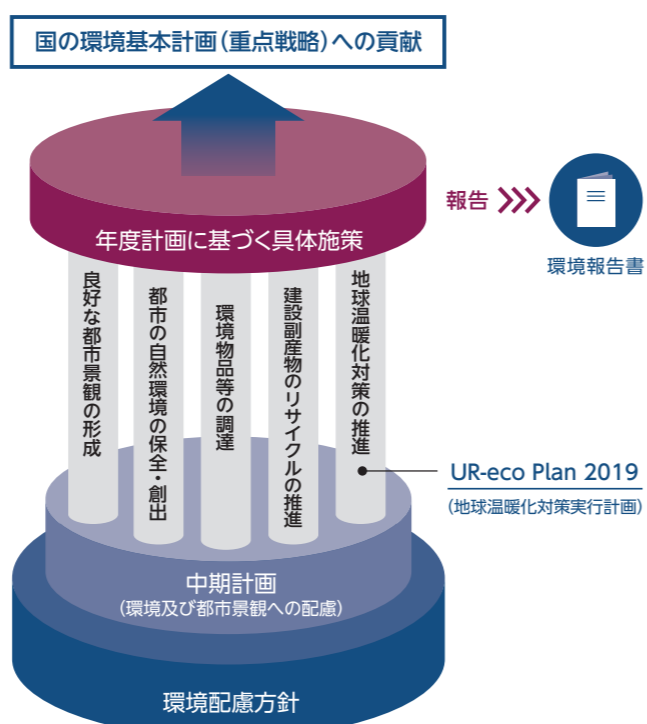 国の環境基本計画（重点戦略）への貢献
年度計画に基づく具体施策
報告
環境報告書
良好な都市景観の形成
都市の自然環境の保全・創出
環境物品等の調達
建設副産物のリサイクルの推進
地球温暖化対策の推進
UR-eco Plan 2019
（地球温暖化対策実行計画）
中期計画
（環境及び都市景観への配慮）
環境配慮方針